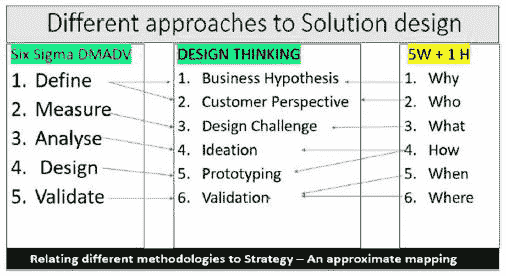 Different approaches to Solution design
Six Sigma DMADV
1. Define
2. Measure
3. Analyse
4. Design
5. Validate
DESIGN THINKING
1. Business Hypothesis
2. Customer Perspective
3. Design Challenge
4. Ideation
5. Prototyping
6. Validation
5W + 1 H
1. Why
2. Who
3. What
4. How
5. When
6. Where
Relating different methodologies to Strategy – An approximate mapping